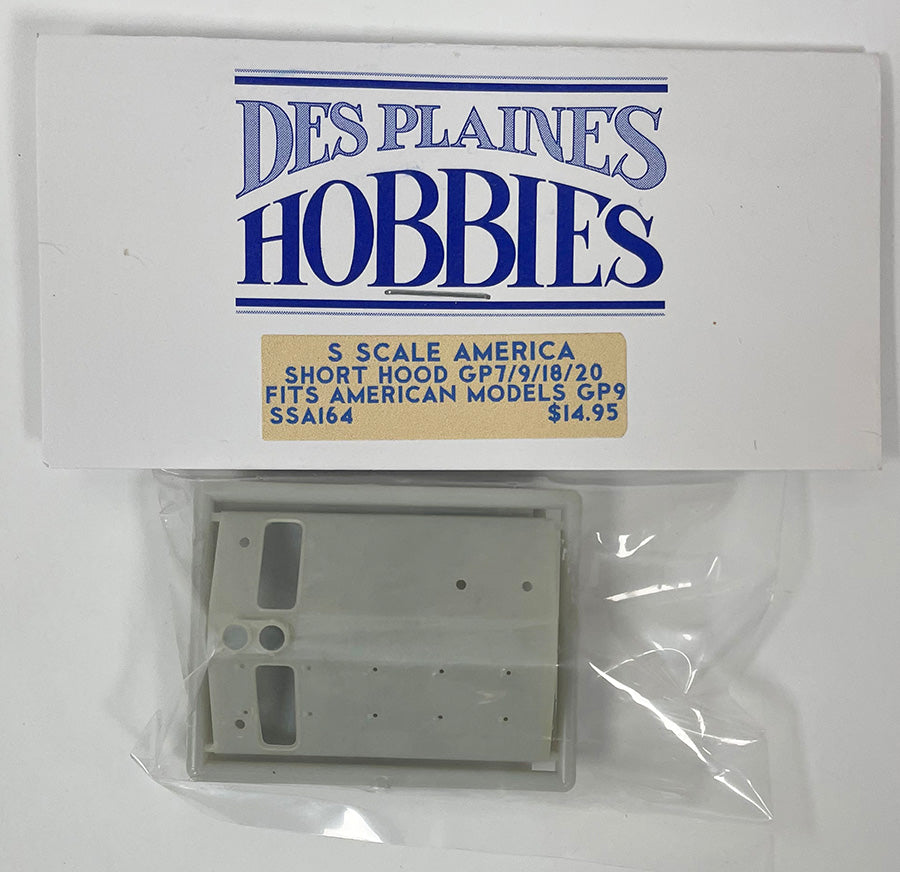 DES PLAINES
HOBBIES
S SCALE AMERICA
SHORT HOOD GP7/9/18/20
FITS AMERICAN MODELS GP9
SSA164 $14.95